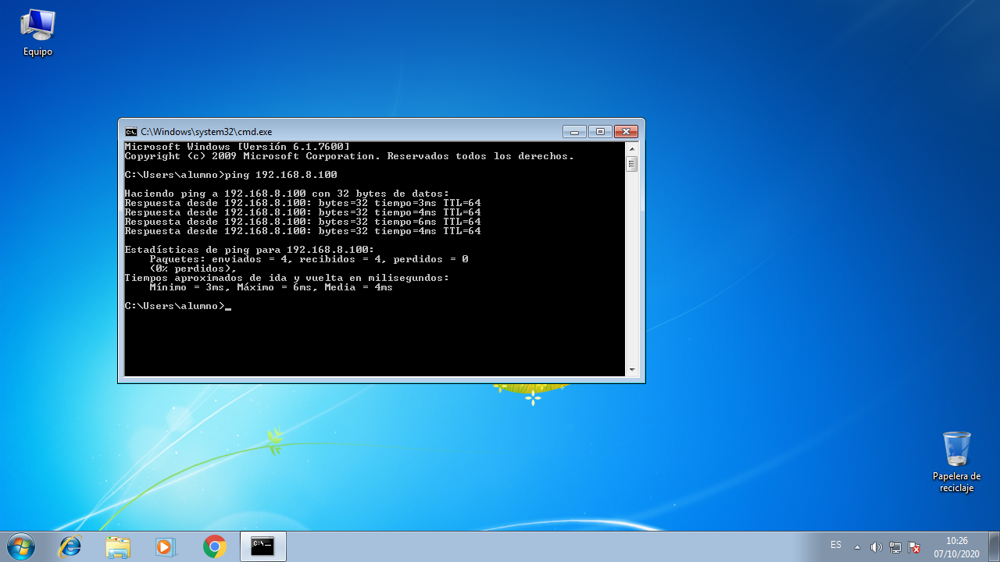 Equipo
C:\Windows\system32\cmd.exe
Microsoft Windows [Versión 6.1.7600]
Copyright (c) 2009 Microsoft Corporation. Reservados todos los derechos.
C:\Users\alumno>ping 192.168.8.100
Haciendo ping a 192.168.8.100 con 32 bytes de datos:
Respuesta desde 192.168.8.100: bytes=32 tiempo=3ms TTL=64
Respuesta desde 192.168.8.100: bytes=32 tiempo=4ms TTL=64
Respuesta desde 192.168.8.100: bytes=32 tiempo=6ms TTL=64
Respuesta desde 192.168.8.100: bytes=32 tiempo=4ms TTL=64
Estadísticas de ping para 192.168.8.100:
Paquetes: enviados = 4, recibidos = 4, perdidos = 0
(0% perdidos),
Tiempos aproximados de ida y vuelta en milisegundos:
Mínimo = 3ms, Máximo = 6ms, Media = 4ms
C:\Users\alumno>_
Papelera de
reciclaje
ES
10:26
07/10/2020